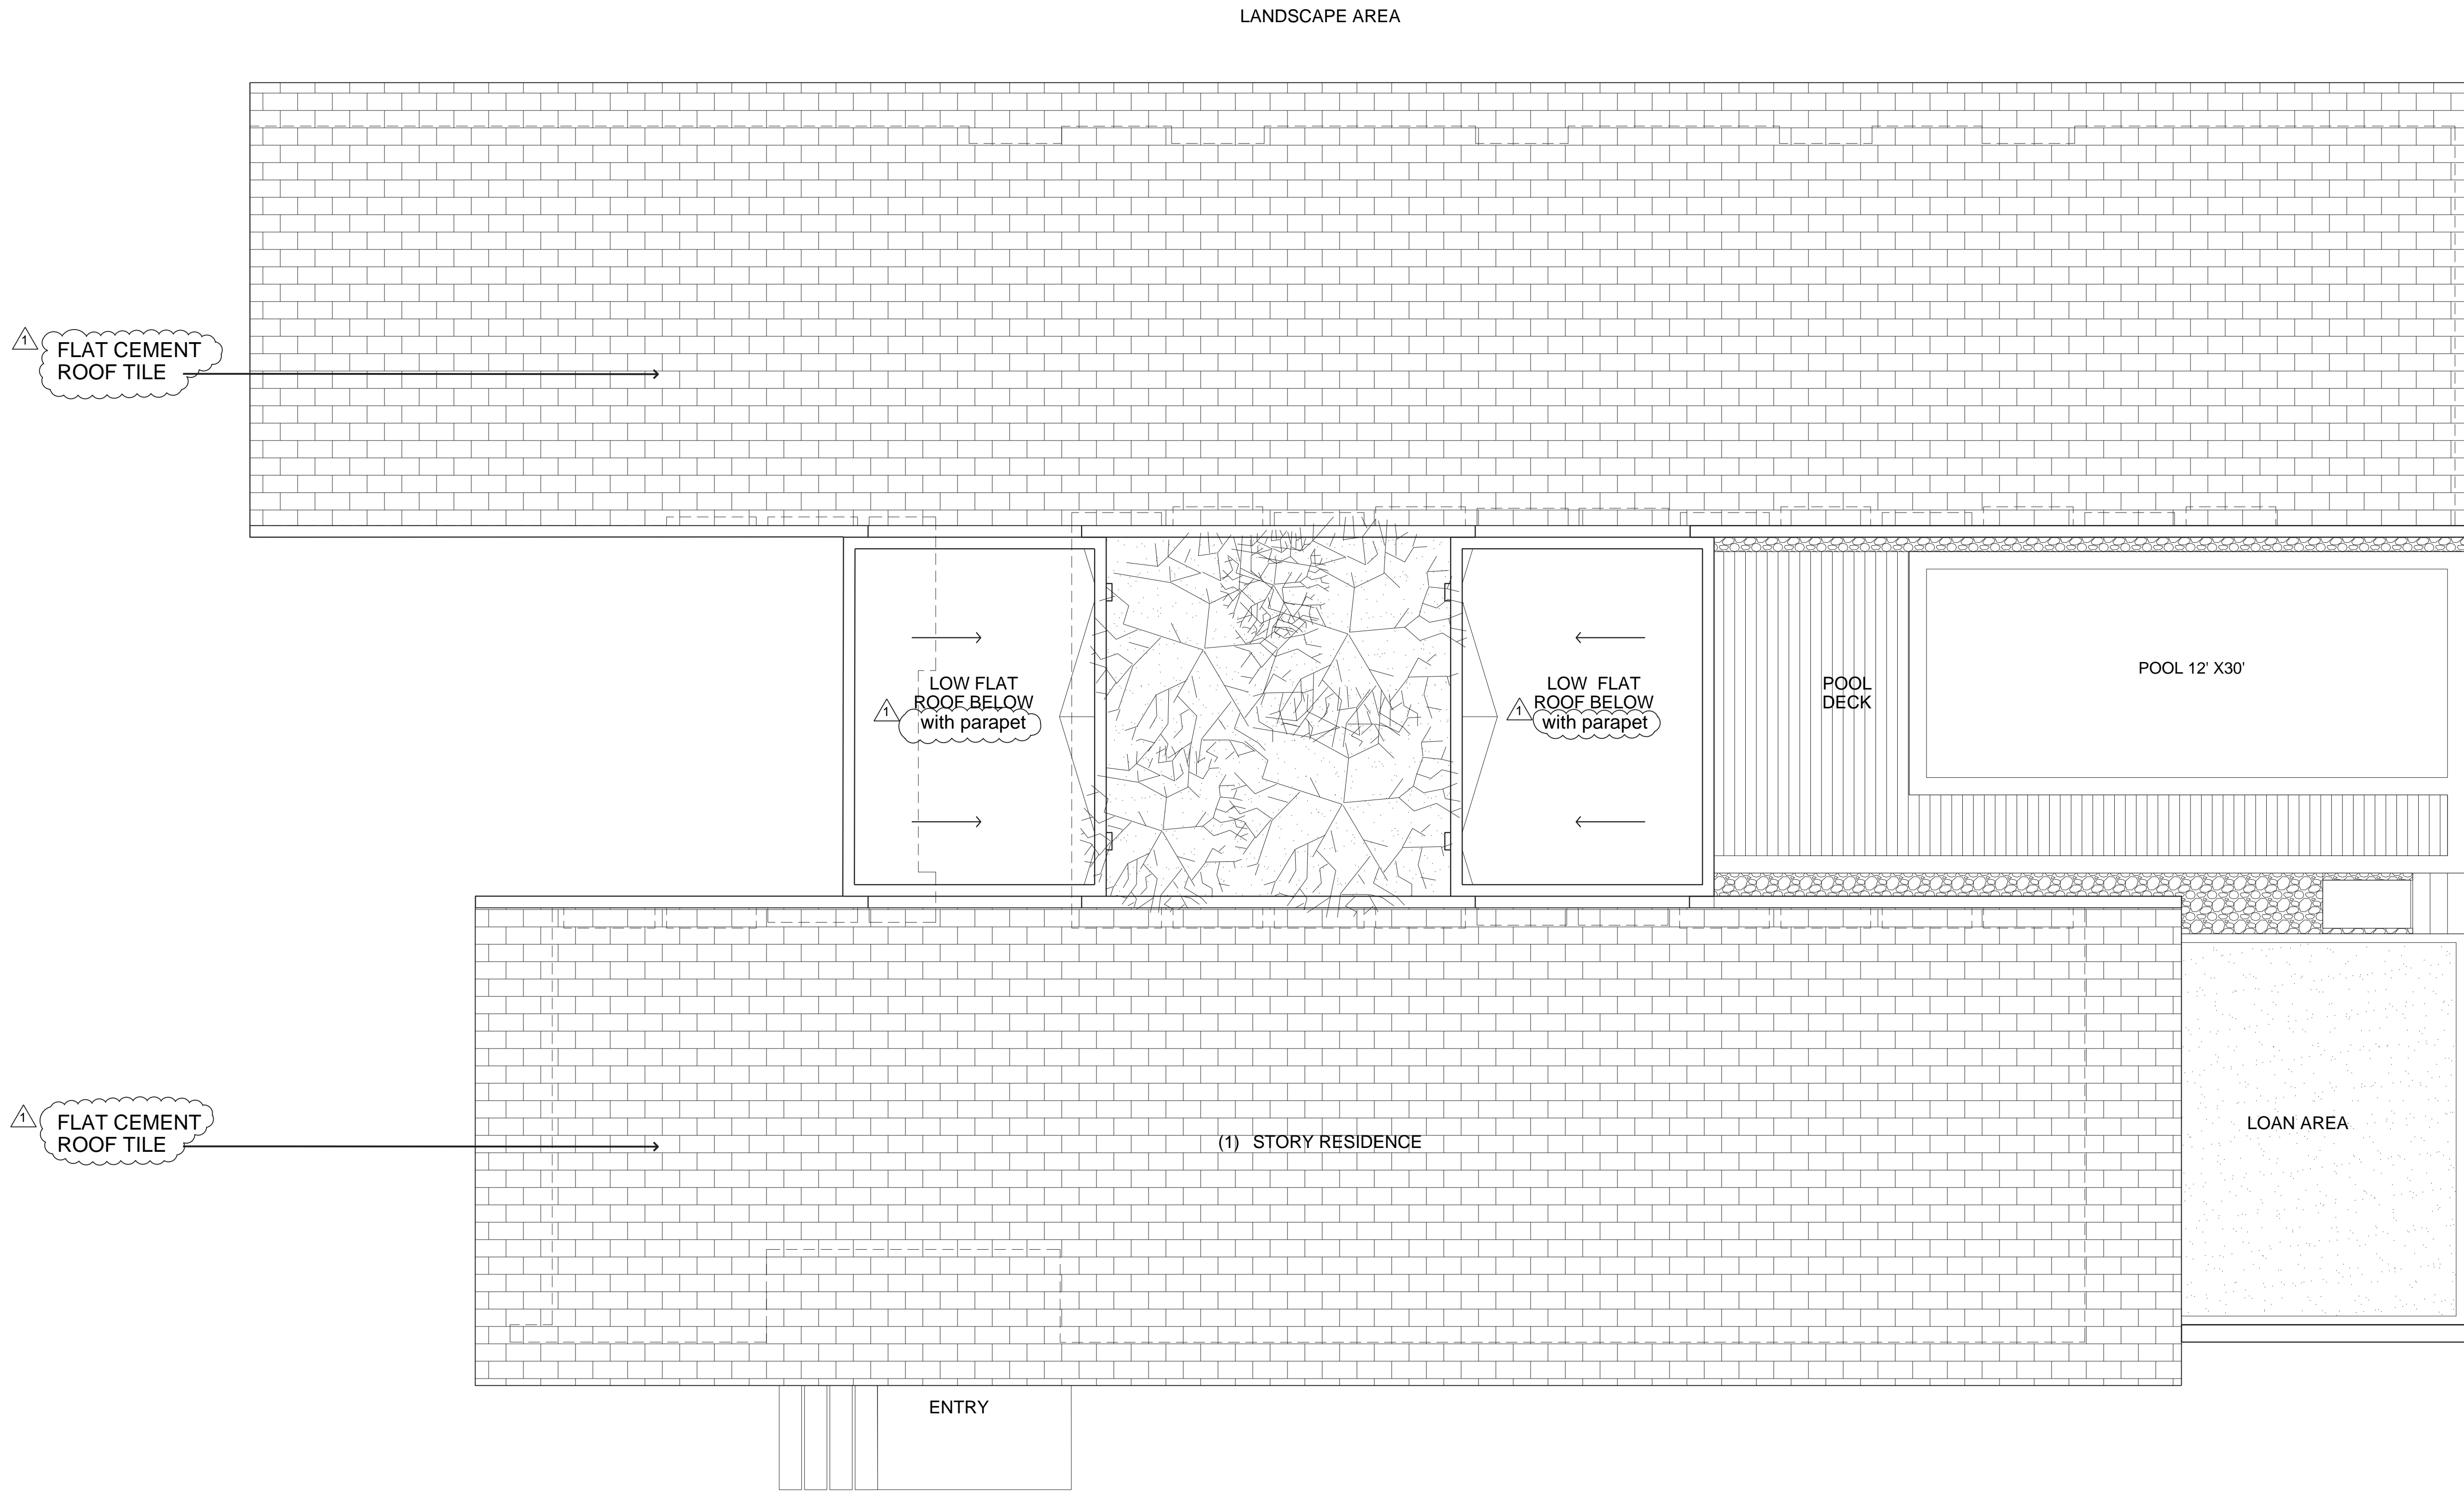 LANDSCAPE AREA
1
FLAT CEMENT
ROOF TILE
LOW FLAT
ROOF BELOW
1
with parapet
LOW FLAT
ROOF BELOW
1
with parapet
POOL
DECK
POOL 12' X30'
1
FLAT CEMENT
ROOF TILE
(1) STORY RESIDENCE
LOAN AREA
ENTRY